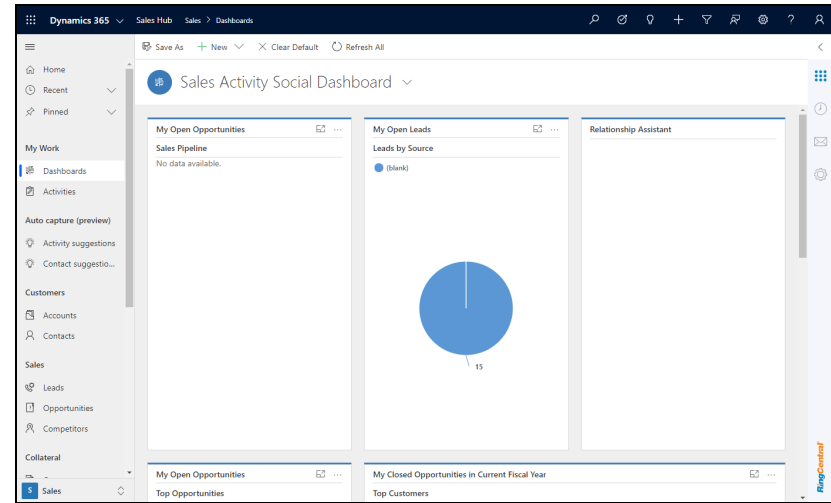 Dynamics 365 Sales Hub Sales > Dashboards
Save As New Clear Default Refresh All
Home
Recent
Pinned
My Work
Dashboards
Activities
Auto capture (preview)
Activity suggestions
Contact suggestio...
Customers
Accounts
Contacts
Sales
Leads
Opportunities
Competitors
Collateral
S Sales
Sales Activity Social Dashboard
My Open Opportunities
Sales Pipeline
No data available.
My Open Leads
Leads by Source
(blank)
15
Relationship Assistant
My Open Opportunities
Top Opportunities
My Closed Opportunities in Current Fiscal Year
Top Customers
RingCentral